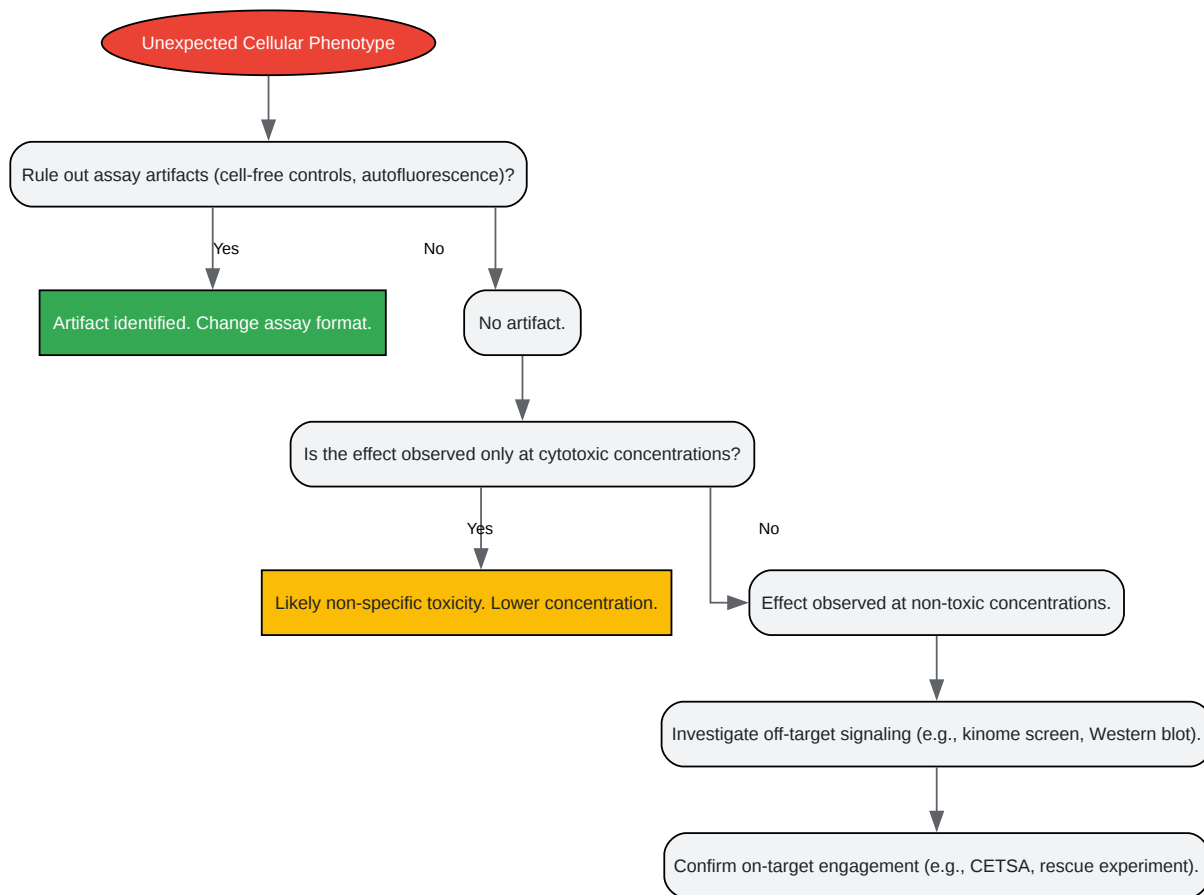 Unexpected Cellular Phenotype
Rule out assay artifacts (cell-free controls, autofluorescence)?
Yes
No
Artifact identified. Change assay format.
No artifact.
Is the effect observed only at cytotoxic concentrations?
Yes
No
Likely non-specific toxicity. Lower concentration.
Effect observed at non-toxic concentrations.
Investigate off-target signaling (e.g., kinome screen, Western blot).
Confirm on-target engagement (e.g., CETSA, rescue experiment).